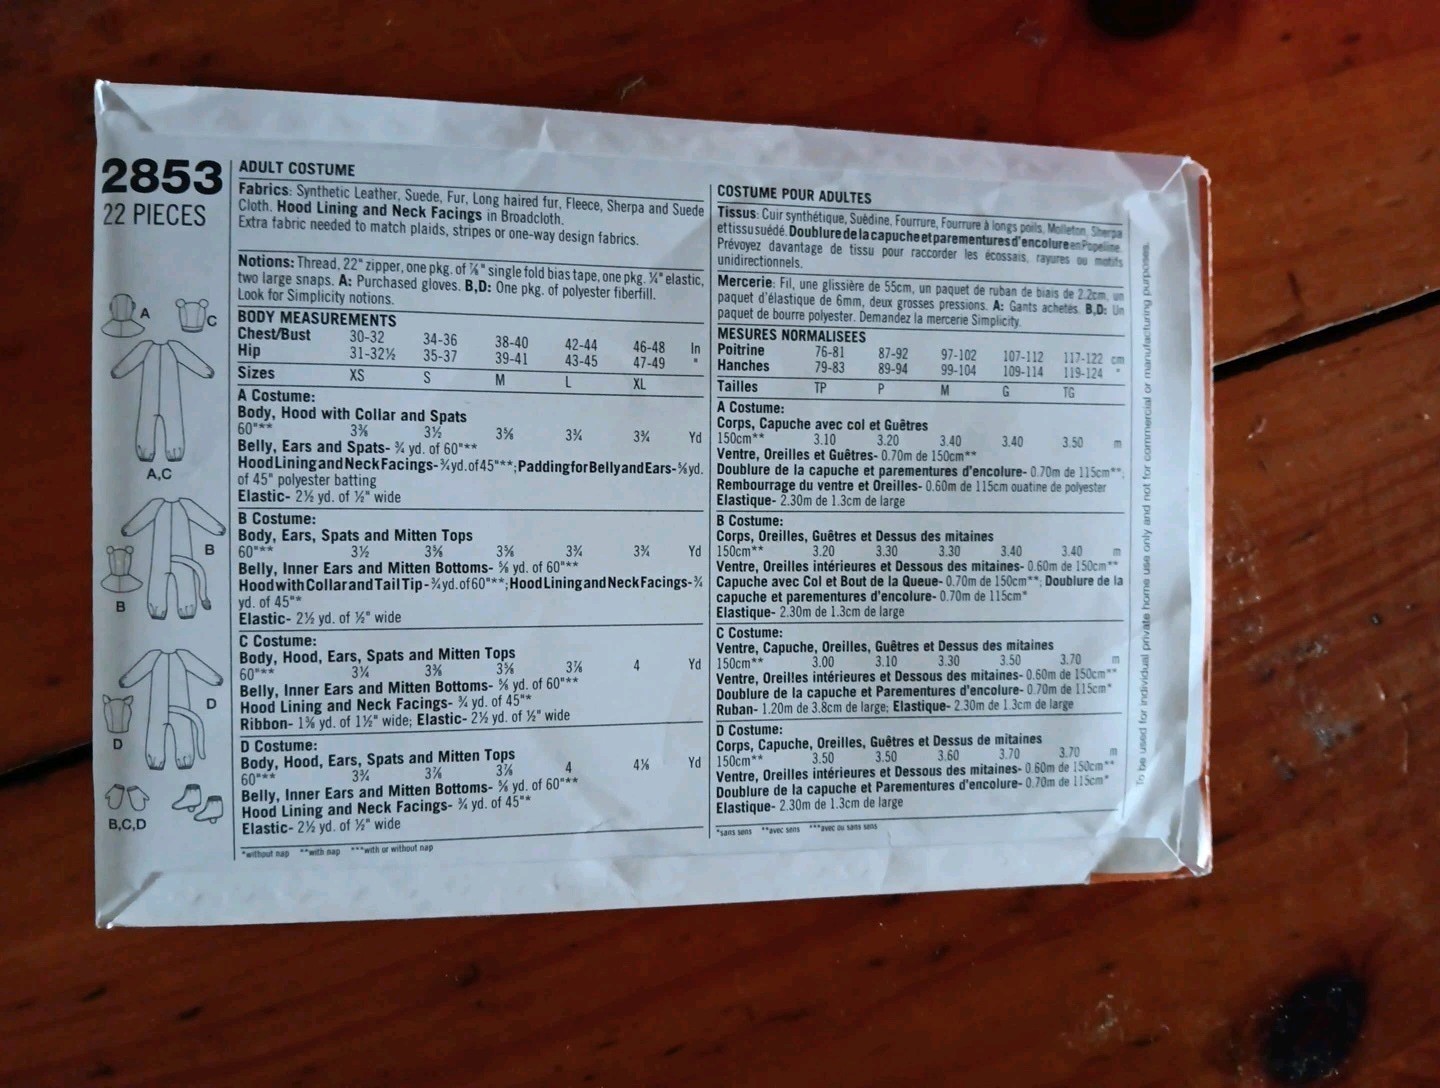 2853
22 PIECES
A
C
A,C
B
B
D
D
B,C,D
ADULT COSTUME
Fabrics: Synthetic Leather, Suede, Fur, Long haired fur, Fleece, Sherpa and Suede
Cloth. Hood Lining and Neck Facings in Broadcloth.
Extra fabric needed to match plaids, stripes or one-way design fabrics.
Notions: Thread, 22" zipper, one pkg. of ⅞" single fold bias tape, one pkg. ¼" elastic,
two large snaps. A: Purchased gloves. B,D: One pkg. of polyester fiberfill.
Look for Simplicity notions.
BODY MEASUREMENTS
Chest/Bust 30-32 34-36 38-40 42-44 46-48 In
Hip 31-32½ 35-37 39-41 43-45 47-49 "
Sizes XS S M L XL
A Costume:
Body, Hood with Collar and Spats
60"** 3⅜ 3½ 3⅝ 3¾ 3¾ Yd
Belly, Ears and Spats- ¾ yd. of 60"**
Hood Lining and Neck Facings- ¾ yd. of 45"**; Padding for Belly and Ears- ⅝ yd.
of 45" polyester batting
Elastic- 2½ yd. of ½" wide
B Costume:
Body, Ears, Spats and Mitten Tops
60"** 3½ 3⅝ 3⅝ 3¾ 3¾ Yd
Belly, Inner Ears and Mitten Bottoms- ⅝ yd. of 60"**
Hood with Collar and Tail Tip- ¾ yd. of 60"**; Hood Lining and Neck Facings- ¾
yd. of 45"*
Elastic- 2½ yd. of ½" wide
C Costume:
Body, Hood, Ears, Spats and Mitten Tops
60"** 3¼ 3⅜ 3⅝ 3⅞ 4 Yd
Belly, Inner Ears and Mitten Bottoms- ⅝ yd. of 60"**
Hood Lining and Neck Facings- ¾ yd. of 45"*
Ribbon- 1⅜ yd. of 1½" wide; Elastic- 2½ yd. of ½" wide
D Costume:
Body, Hood, Ears, Spats and Mitten Tops
60"** 3¾ 3⅞ 3⅞ 4 4⅛ Yd
Belly, Inner Ears and Mitten Bottoms- ⅝ yd. of 60"**
Hood Lining and Neck Facings- ¾ yd. of 45"*
Elastic- 2½ yd. of ½" wide
*without nap **with nap ***with or without nap
COSTUME POUR ADULTES
Tissus: Cuir synthétique, Suèdine, Fourrure, Fourrure à longs poils, Molleton, Sherpa
et tissu suédé. Doublure de la capuche et parementures d'encolure en Popeline.
Prévoyez davantage de tissu pour raccorder les écossais, rayures ou motifs
unidirectionnels.
Mercerie: Fil, une glissière de 55cm, un paquet de ruban de biais de 2.2cm, un
paquet d'élastique de 6mm, deux grosses pressions. A: Gants achetés. B,D: Un
paquet de bourre polyester. Demandez la mercerie Simplicity.
MESURES NORMALISEES
Poitrine 76-81 87-92 97-102 107-112 117-122 cm
Hanches 79-83 89-94 99-104 109-114 119-124 "
Tailles TP P M G TG
A Costume:
Corps, Capuche avec col et Guêtres
150cm** 3.10 3.20 3.40 3.40 3.50 m
Ventre, Oreilles et Guêtres- 0.70m de 150cm**
Doublure de la capuche et parementures d'encolure- 0.70m de 115cm**;
Rembourrage du ventre et Oreilles- 0.60m de 115cm ouatine de polyester
Elastique- 2.30m de 1.3cm de large
B Costume:
Corps, Oreilles, Guêtres et Dessus des mitaines
150cm** 3.20 3.30 3.30 3.40 3.40 m
Ventre, Oreilles intérieures et Dessous des mitaines- 0.60m de 150cm**
Capuche avec Col et Bout de la Queue- 0.70m de 150cm**; Doublure de la
capuche et parementures d'encolure- 0.70m de 115cm*
Elastique- 2.30m de 1.3cm de large
C Costume:
Ventre, Capuche, Oreilles, Guêtres et Dessus des mitaines
150cm** 3.00 3.10 3.30 3.50 3.70 m
Ventre, Oreilles intérieures et Dessous des mitaines- 0.60m de 150cm**
Doublure de la capuche et Parementures d'encolure- 0.70m de 115cm*
Ruban- 1.20m de 3.8cm de large; Elastique- 2.30m de 1.3cm de large
D Costume:
Corps, Capuche, Oreilles, Guêtres et Dessus de mitaines
150cm** 3.50 3.50 3.60 3.70 3.70 m
Ventre, Oreilles intérieures et Dessous des mitaines- 0.60m de 150cm**
Doublure de la capuche et Parementures d'encolure- 0.70m de 115cm*
Elastique- 2.30m de 1.3cm de large
*sans sens **avec sens ***avec ou sans sens
To be used for individual private home use only and not for commercial or manufacturing purposes.